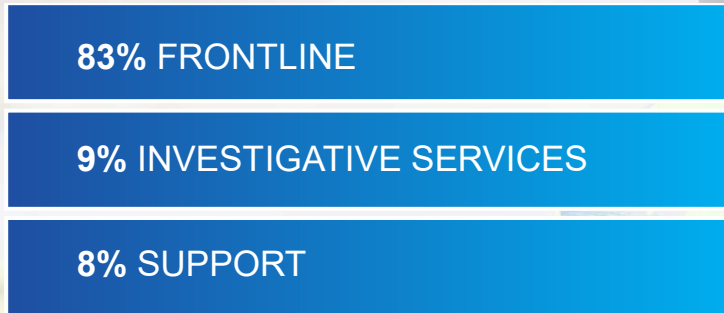 83% FRONTLINE
9% INVESTIGATIVE SERVICES
8% SUPPORT